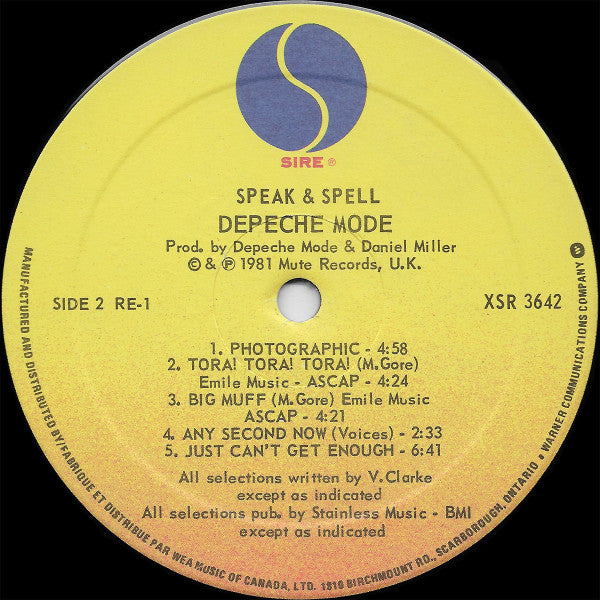 SIRE ®
SPEAK & SPELL
DEPECHE MODE
Prod. by Depeche Mode & Daniel Miller
© & ℗ 1981 Mute Records, U.K.
SIDE 2 RE-1
XSR 3642
1. PHOTOGRAPHIC - 4:58
2. TORA! TORA! TORA! (M.Gore)
Emile Music - ASCAP - 4:24
3. BIG MUFF (M.Gore) Emile Music
ASCAP - 4:21
4. ANY SECOND NOW (Voices) - 2:33
5. JUST CAN'T GET ENOUGH - 6:41
All selections written by V.Clarke
except as indicated
All selections pub. by Stainless Music - BMI
except as indicated
MANUFACTURED AND DISTRIBUTED BY/FABRIQUE ET DISTRIBUE PAR WEA MUSIC OF CANADA, LTD. 1810 BIRCHMOUNT RD., SCARBOROUGH, ONTARIO • WARNER COMMUNICATIONS COMPANY